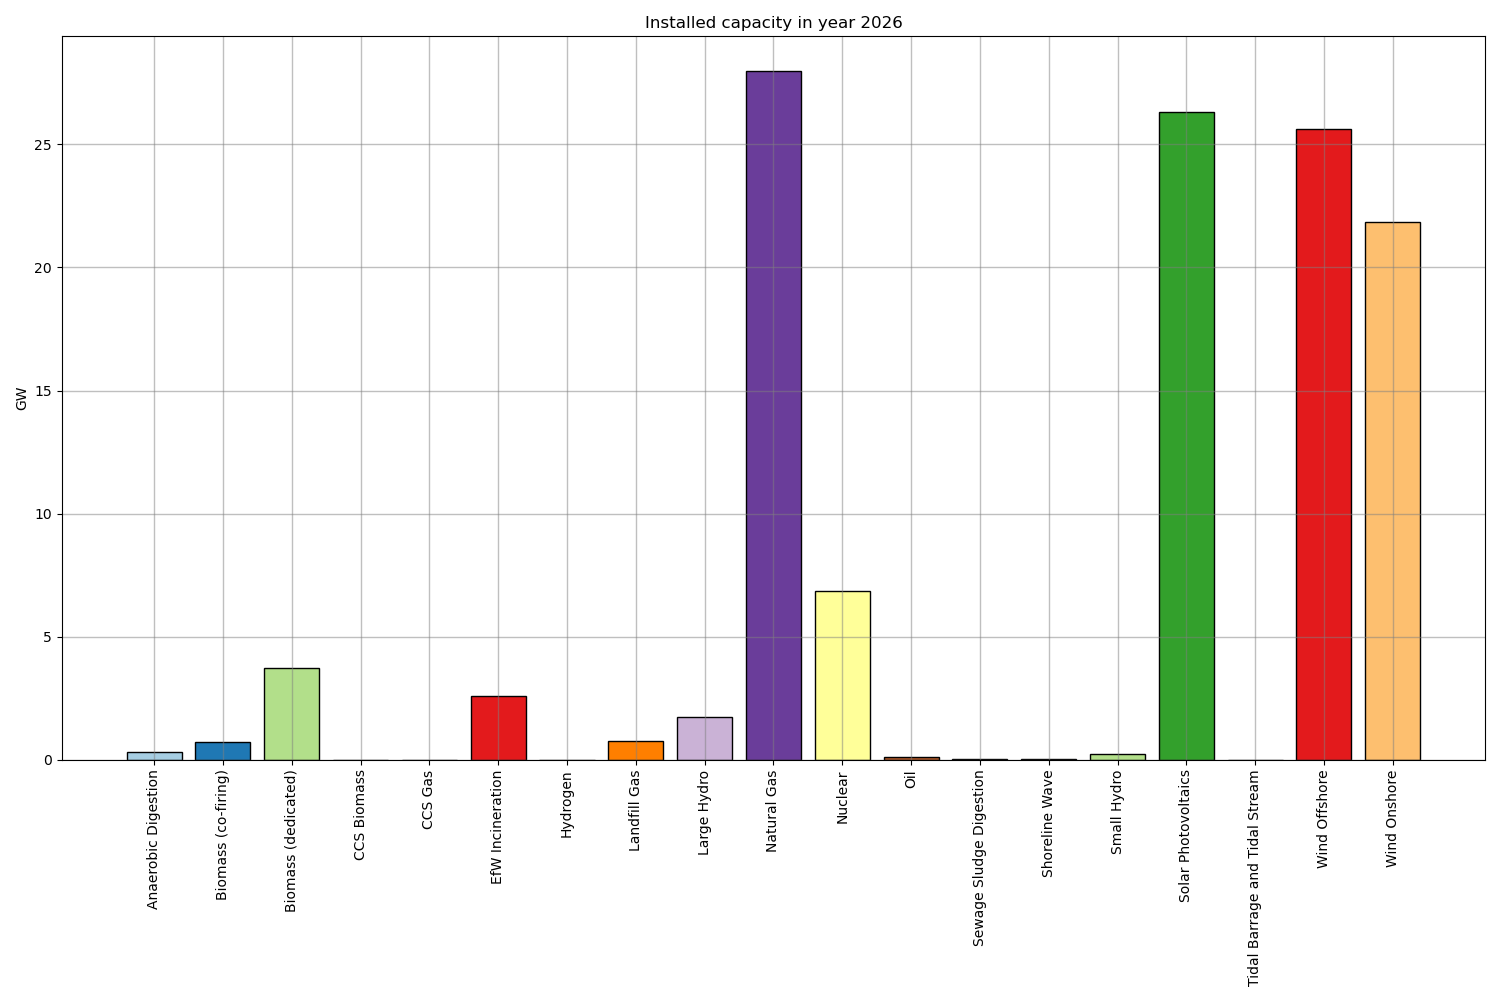 Installed capacity in year 2026
GW
25
20
15
10
5
0
Anaerobic Digestion
Biomass (co-firing)
Biomass (dedicated)
CCS Biomass
CCS Gas
EfW Incineration
Hydrogen
Landfill Gas
Large Hydro
Natural Gas
Nuclear
Oil
Sewage Sludge Digestion
Shoreline Wave
Small Hydro
Solar Photovoltaics
Tidal Barrage and Tidal Stream
Wind Offshore
Wind Onshore